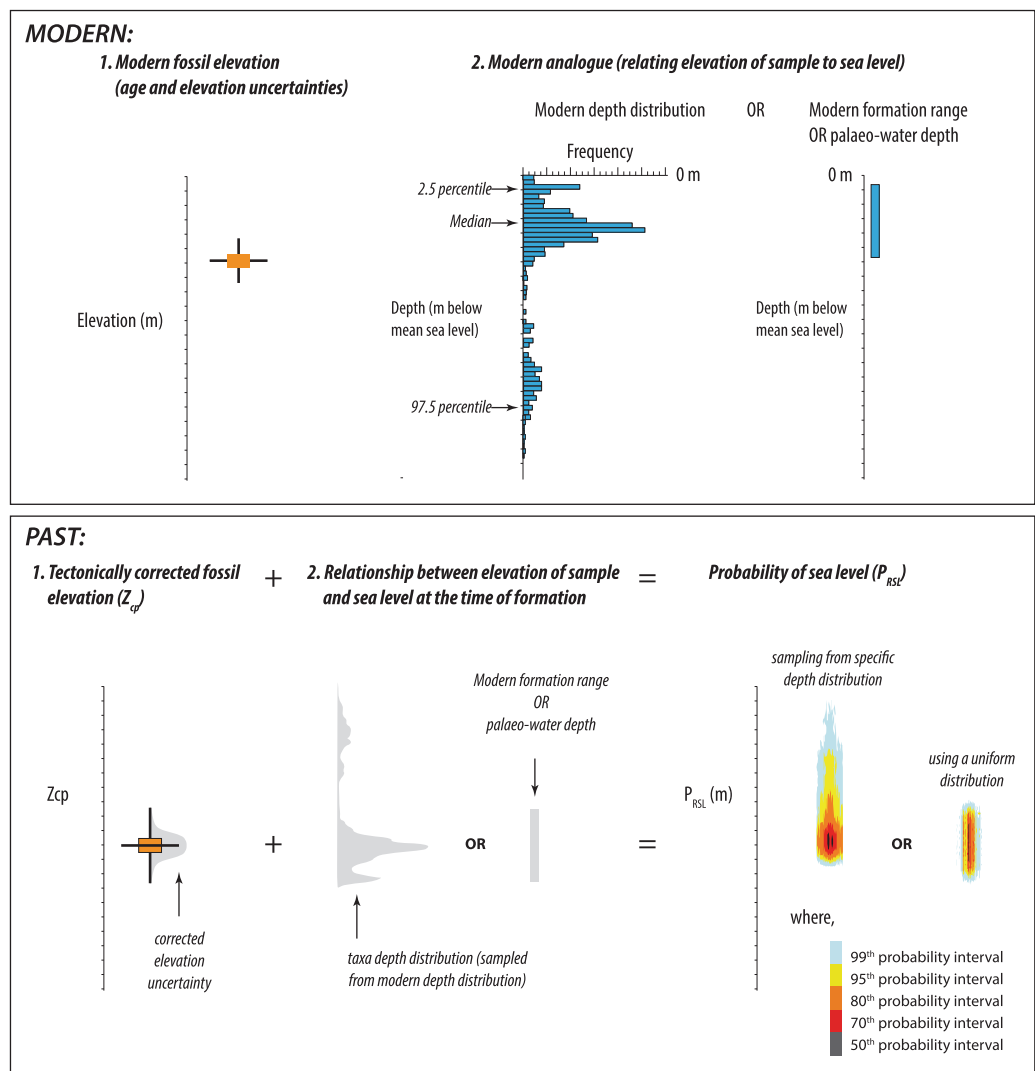 MODERN:
1. Modern fossil elevation
(age and elevation uncertainties)
2. Modern analogue (relating elevation of sample to sea level)
Modern depth distribution
OR
Modern formation range
OR palaeo-water depth
Frequency
0 m
0 m
2.5 percentile
Median
Elevation (m)
Depth (m below
mean sea level)
Depth (m below
mean sea level)
97.5 percentile
PAST:
1. Tectonically corrected fossil
elevation (Zcp)
+
2. Relationship between elevation of sample
and sea level at the time of formation
=
Probability of sea level (PRSL)
sampling from specific
depth distribution
Modern formation range
OR
palaeo-water depth
using a uniform
distribution
Zcp
PRSL (m)
+
OR
=
OR
corrected
elevation
uncertainty
taxa depth distribution (sampled
from modern depth distribution)
where,
99th probability interval
95th probability interval
80th probability interval
70th probability interval
50th probability interval